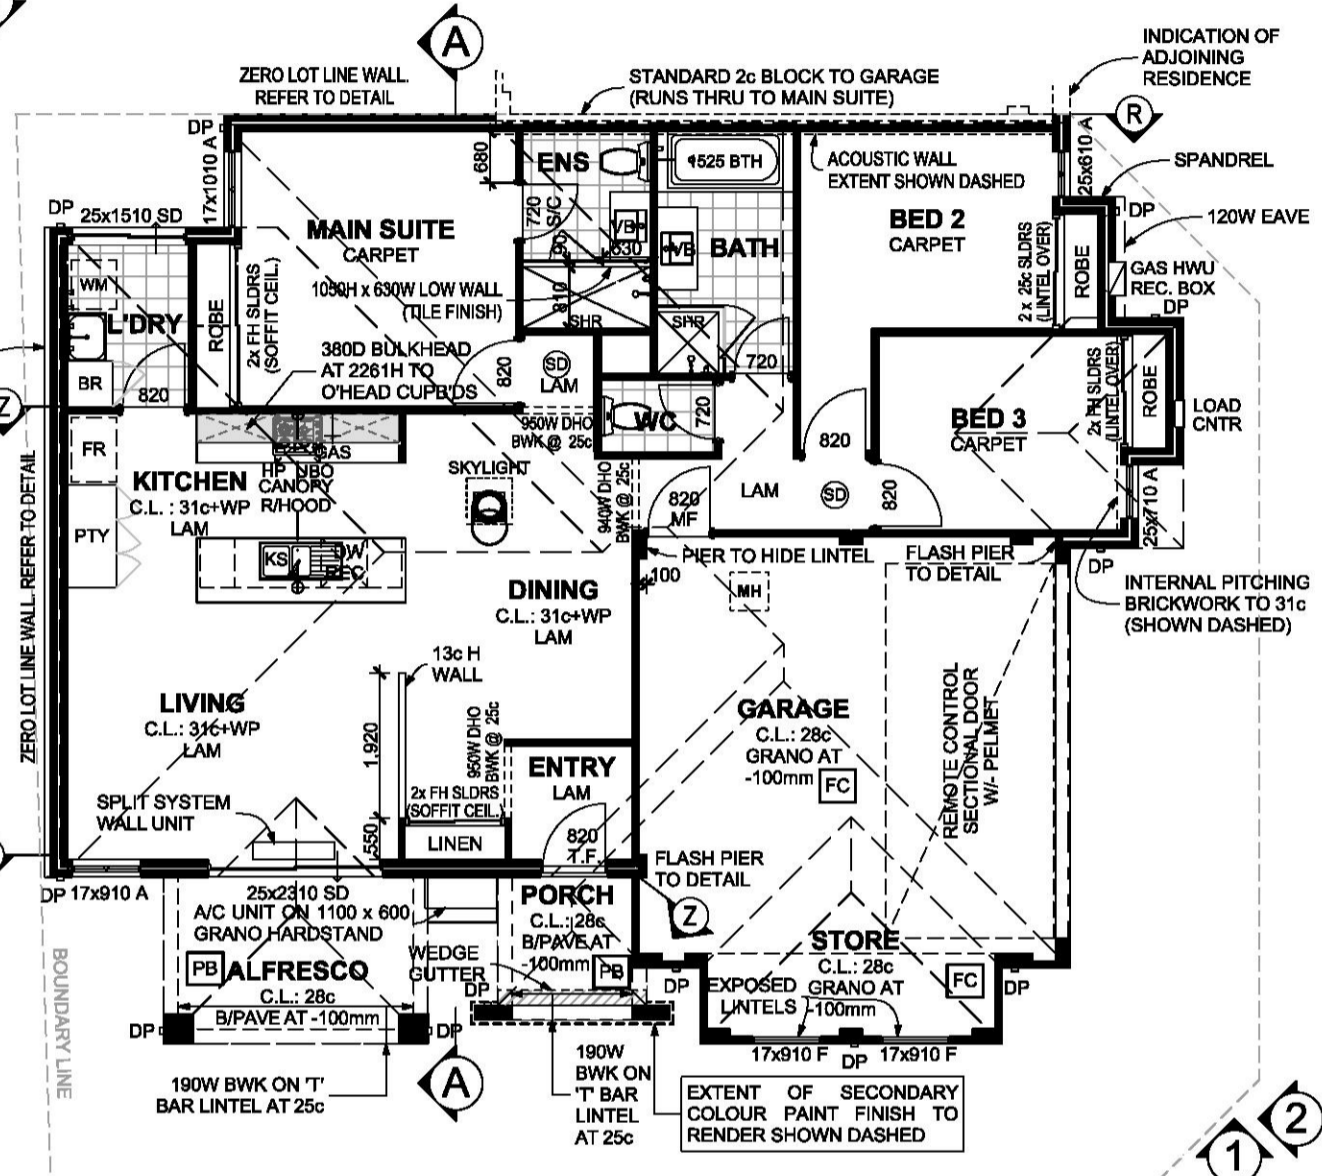 INDICATION OF
ADJOINING
RESIDENCE
A
ZERO LOT LINE WALL.
REFER TO DETAIL
STANDARD 2c BLOCK TO GARAGE
(RUNS THRU TO MAIN SUITE)
R
DP
17x1010 A
680
ENS
1525 BTH
ACOUSTIC WALL
EXTENT SHOWN DASHED
25x610 A
SPANDREL
DP
25x1510 SD
MAIN SUITE
CARPET
720
S/C
VB
90
630
VB
BATH
BED 2
CARPET
DP
120W EAVE
WM
L'DRY
BR
820
ROBE
2x FH SLDRS
(SOFFIT CEIL.)
1050H x 630W LOW WALL
(TILE FINISH)
810
SHR
SHR
720
2 x 25c SLDRS
(LINTEL OVER)
ROBE
GAS HWU
REC. BOX
DP
380D BULKHEAD
AT 2261H TO
O'HEAD CUPB'DS
820
SD
LAM
WC
720
820
BED 3
CARPET
2x FH SLDRS
(LINTEL OVER)
ROBE
LOAD
CNTR
Z
FR
PTY
KITCHEN
C.L. : 31c+WP
LAM
GAS
HP UBO
CANOPY
R/HOOD
950W DHO
BWK @ 25c
SKYLIGHT
940W DHO
BWK @ 25c
820
MF
LAM
SD
820
25x710 A
ZERO LOT LINE WALL. REFER TO DETAIL
KS
DW
REC
PIER TO HIDE LINTEL
FLASH PIER
TO DETAIL
DP
100
MH
DINING
C.L.: 31c+WP
LAM
INTERNAL PITCHING
BRICKWORK TO 31c
(SHOWN DASHED)
13c H
WALL
LIVING
C.L.: 31c+WP
LAM
1,920
950W DHO
BWK @ 25c
GARAGE
C.L.: 28c
GRANO AT
-100mm
FC
REMOTE CONTROL
SECTIONAL DOOR
W/- PELMET
ENTRY
LAM
SPLIT SYSTEM
WALL UNIT
2x FH SLDRS
(SOFFIT CEIL.)
550
LINEN
820
T.F.
FLASH PIER
TO DETAIL
DP
17x910 A
25x2310 SD
A/C UNIT ON 1100 x 600
GRANO HARDSTAND
PORCH
C.L.: 28c
B/PAVE AT
-100mm
PB
Z
STORE
C.L.: 28c
GRANO AT
-100mm
FC
PB
ALFRESCO
C.L.: 28c
B/PAVE AT -100mm
WEDGE
GUTTER
DP
EXPOSED
LINTELS
DP
DP
DP
DP
BOUNDARY LINE
17x910 F
17x910 F
DP
A
190W BWK ON 'T'
BAR LINTEL AT 25c
190W
BWK ON
'T' BAR
LINTEL
AT 25c
EXTENT OF SECONDARY
COLOUR PAINT FINISH TO
RENDER SHOWN DASHED
1
2